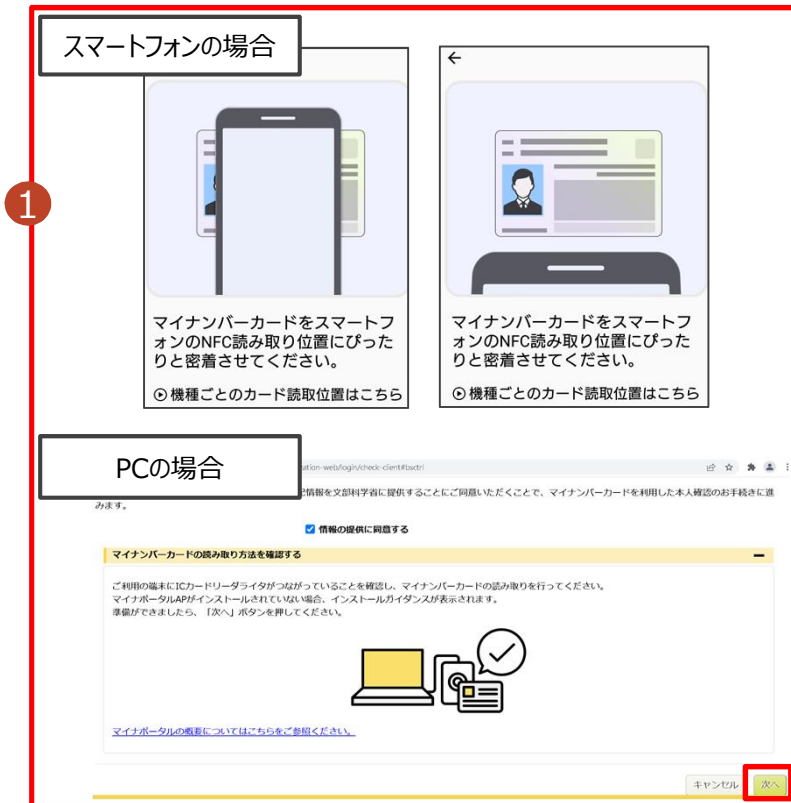 スマートフォンの場合
1
マイナンバーカードをスマートフ
ォンのNFC読み取り位置にぴった
りと密着させてください。
機種ごとのカード読取位置はこちら
マイナンバーカードをスマートフ
ォンのNFC読み取り位置にぴった
りと密着させてください。
機種ごとのカード読取位置はこちら
PCの場合
ation-web/login/check-client#bsctri
記情報を文部科学省に提供することにご同意いただくことで、マイナンバーカードを利用した本人確認のお手続きに進
みます。
情報の提供に同意する
マイナンバーカードの読み取り方法を確認する
ご利用の端末にICカードリーダライタがつながっていることを確認し、マイナンバーカードの読み取りを行ってください。
マイナポータルAPがインストールされていない場合、インストールガイダンスが表示されます。
準備ができましたら、「次へ」ボタンを押してください。
マイナポータルの概要についてはこちらをご参照ください。
キャンセル
次へ